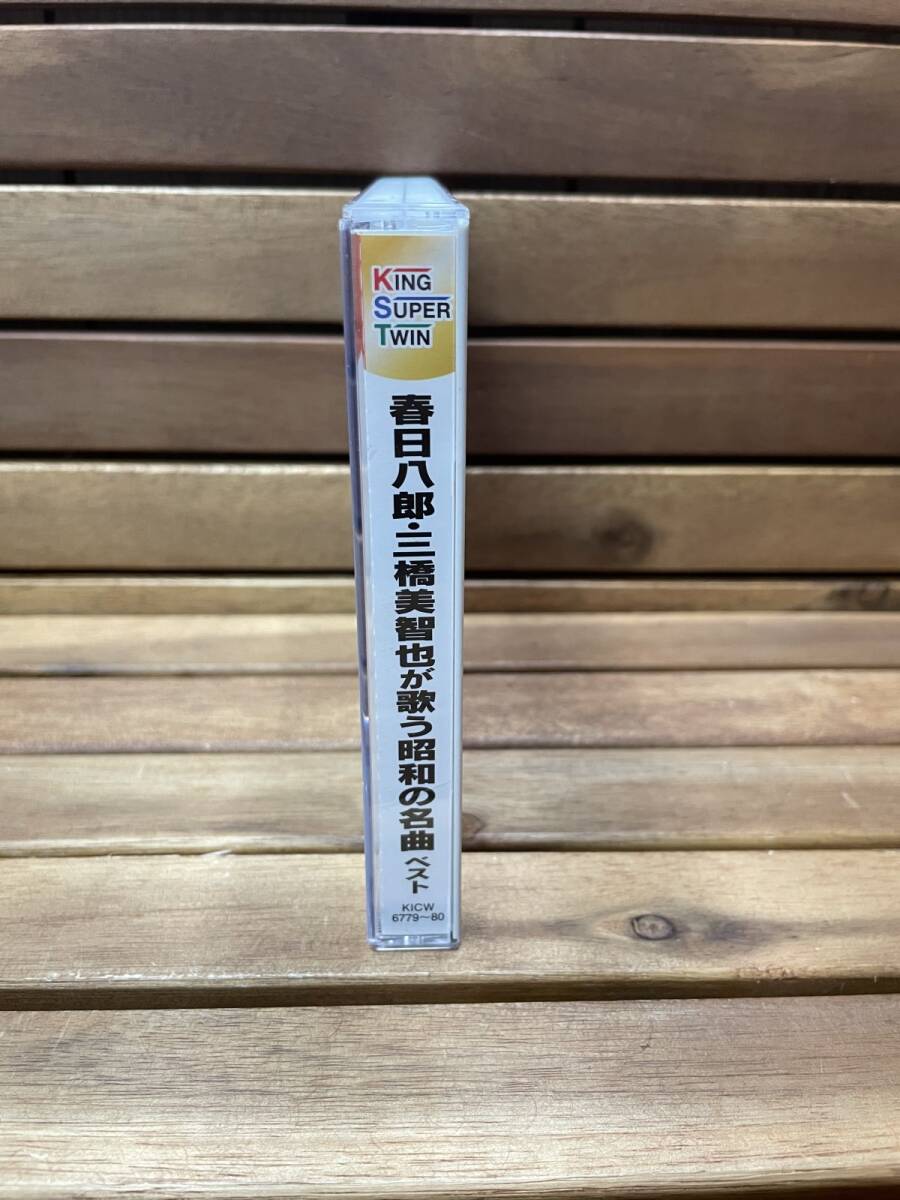 KING
SUPER
TWIN
春日八郎・三橋美智也が歌う昭和の名曲 ベスト
KICW
6779〜80